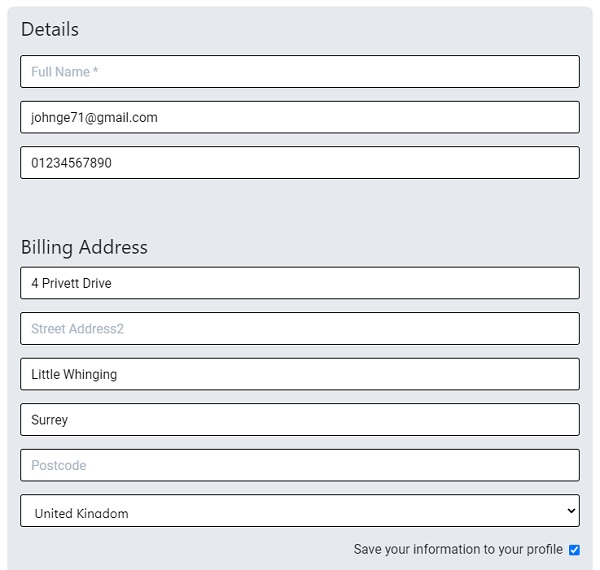 Details
Full Name *
johnge71@gmail.com
01234567890
Billing Address
4 Privett Drive
Street Address2
Little Whinging
Surrey
Postcode
United Kingdom
Save your information to your profile